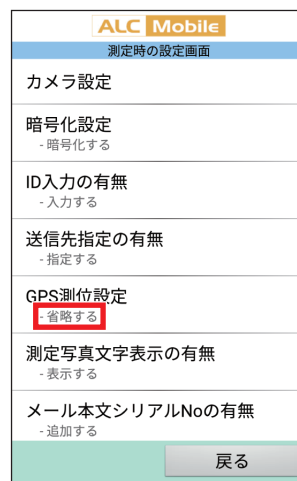 ALC Mobile
測定時の設定画面
カメラ設定
暗号化設定
- 暗号化する
ID入力の有無
- 入力する
送信先指定の有無
- 指定する
GPS測位設定
- 省略する
測定写真文字表示の有無
- 表示する
メール本文シリアルNoの有無
- 追加する
戻る